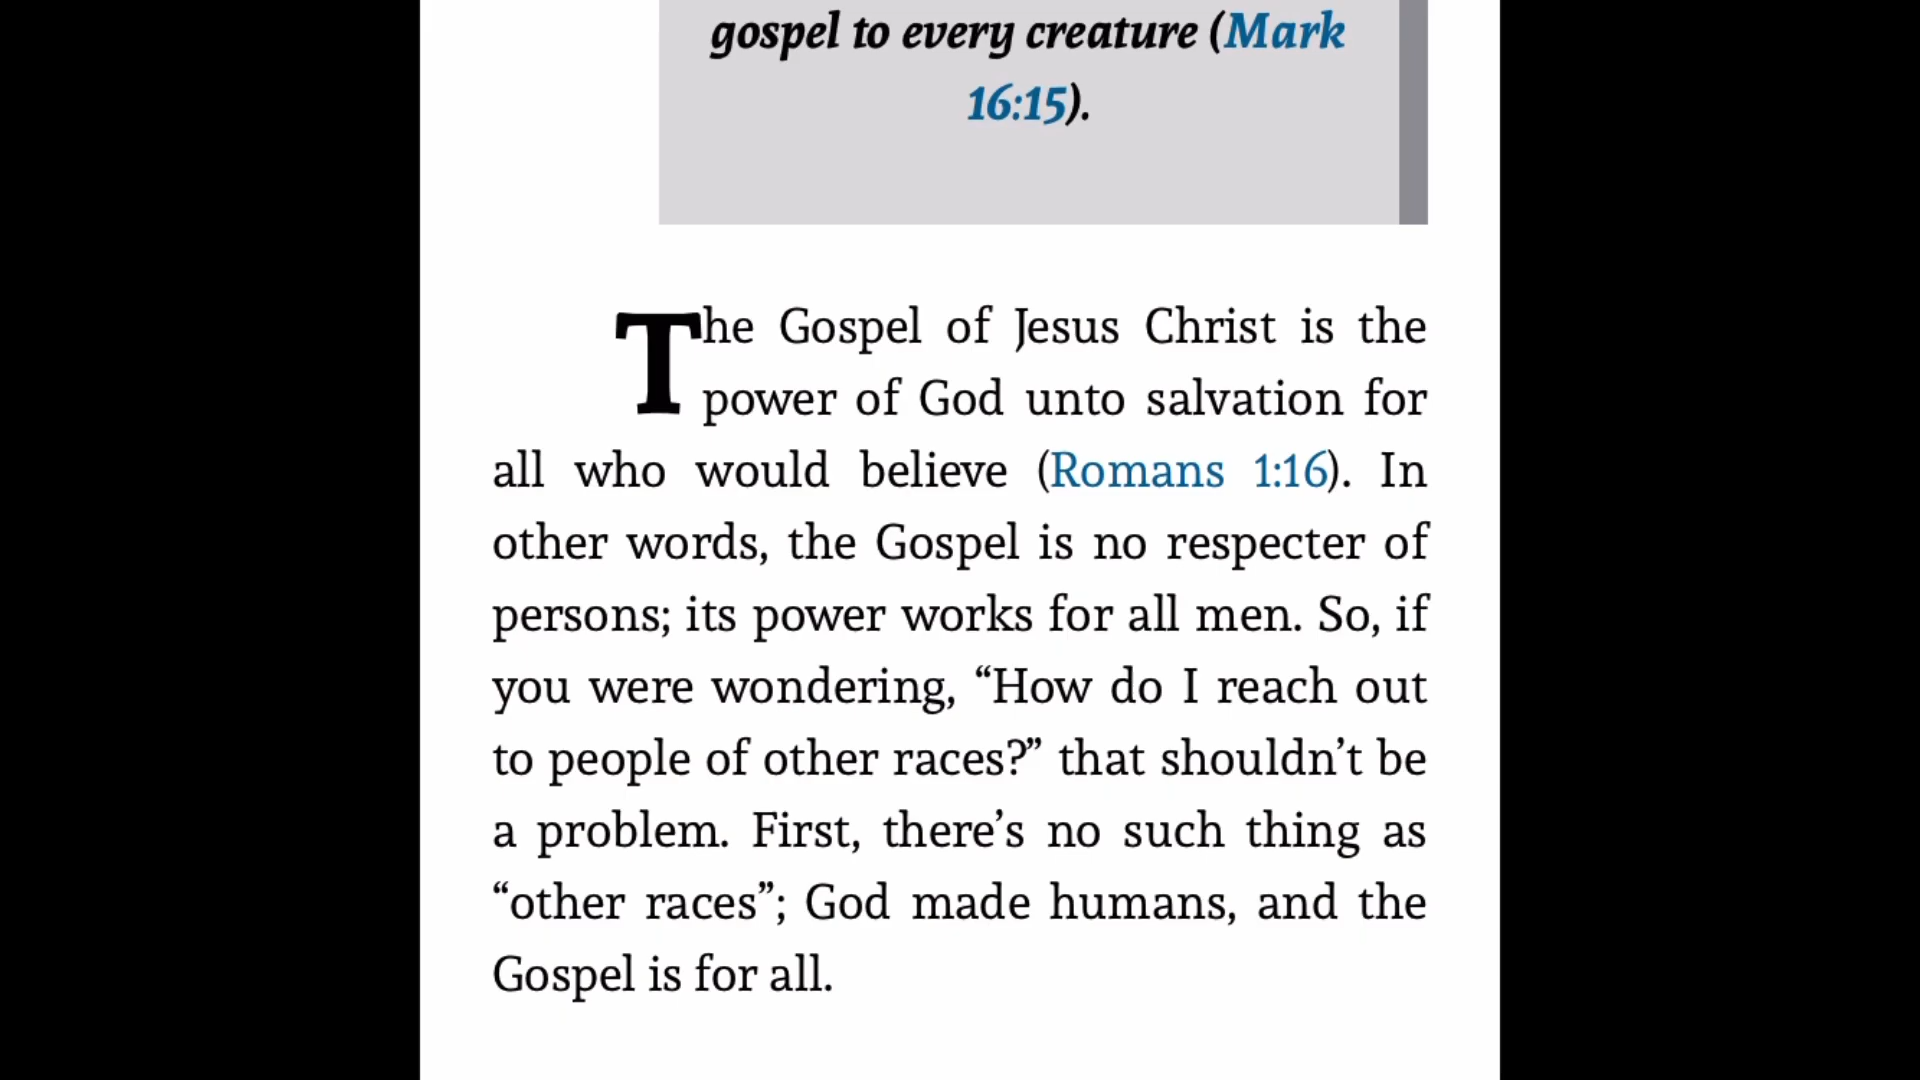 gospel to every creature (Mark
16:15).
The Gospel of Jesus Christ is the
power of God unto salvation for
all who would believe (Romans 1:16). In
other words, the Gospel is no respecter of
persons; its power works for all men. So, if
you were wondering, “How do I reach out
to people of other races?” that shouldn’t be
a problem. First, there’s no such thing as
“other races”; God made humans, and the
Gospel is for all.